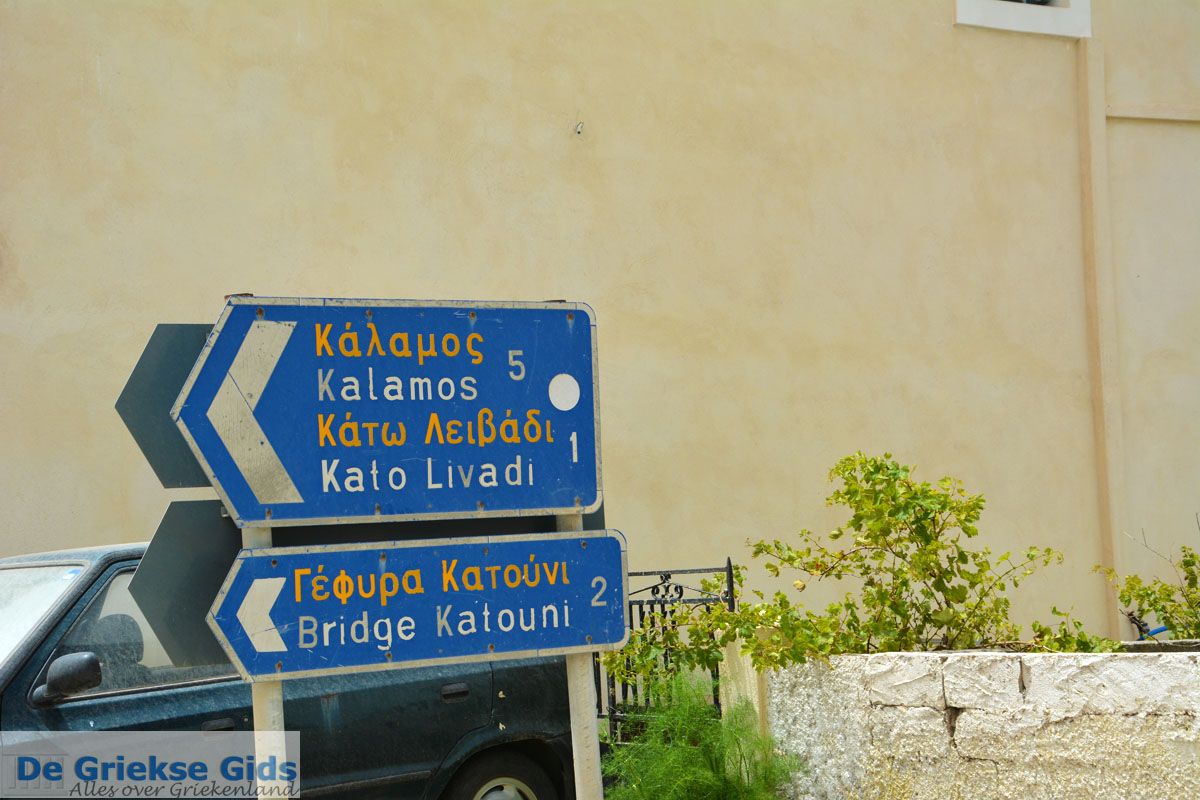 Κάλαμος
Kalamos 5
Κάτω Λειβάδι
Kato Livadi 1
Γέφυρα Κατούνι
Bridge Katouni 2
De Griekse Gids
Alles over Griekenland